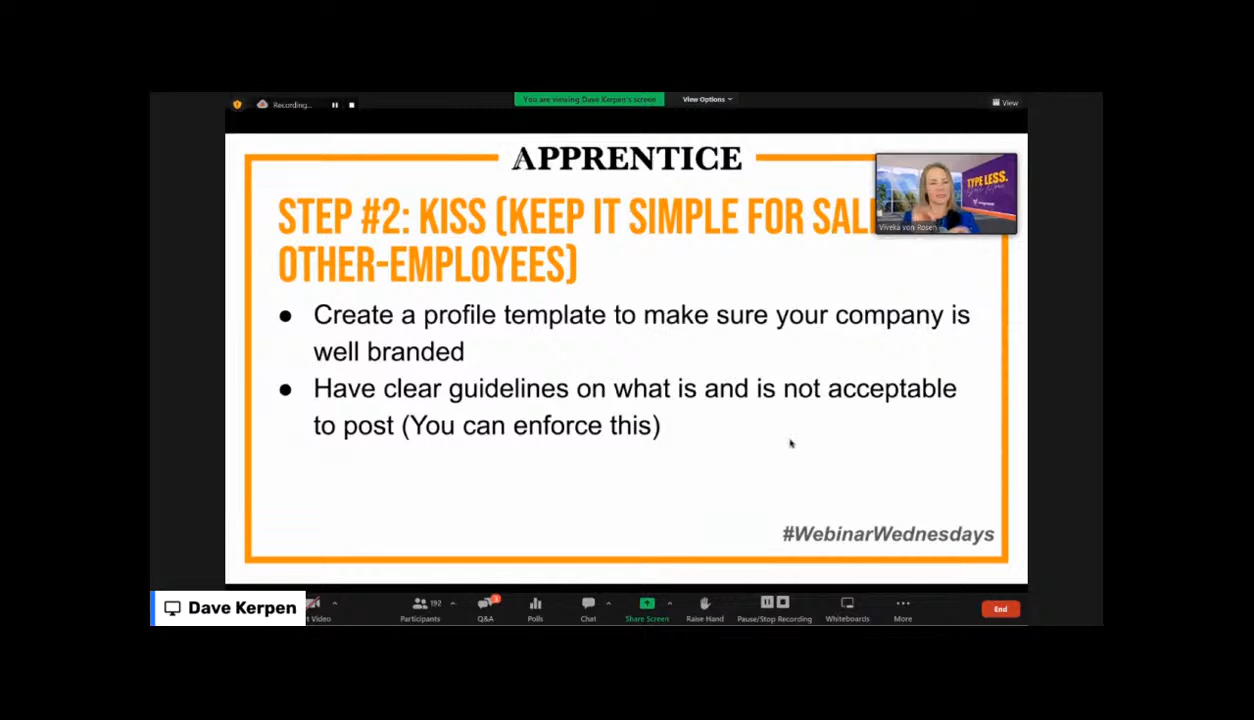 Recording...
You are viewing Dave Kerpen's screen
View Options
View
APPRENTICE
TYPE LESS.
Viveka von Rosen
STEP #2: KISS (KEEP IT SIMPLE FOR
OTHER-EMPLOYEES)
● Create a profile template to make sure your company is
well branded
● Have clear guidelines on what is and is not acceptable
to post (You can enforce this)
#WebinarWednesdays
Dave Kerpen
Video
192
Participants
Q&A
Polls
Chat
Share Screen
Raise Hand
Pause/Stop Recording
Whiteboards
More
End